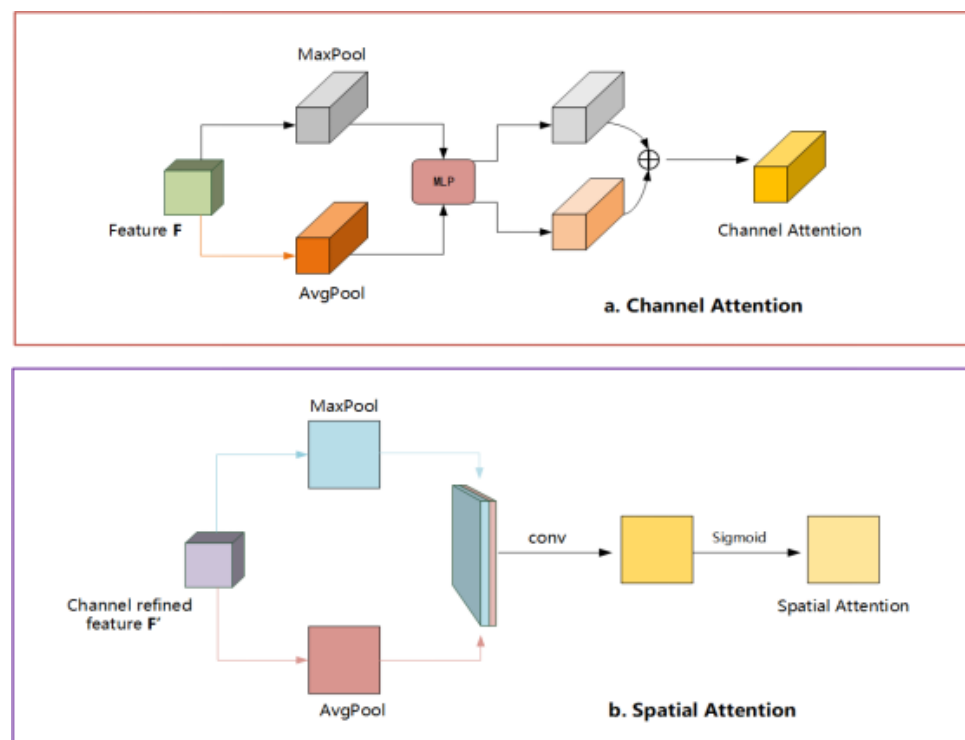 MaxPool
MLP
Feature F
AvgPool
Channel Attention
a. Channel Attention
MaxPool
conv
Sigmoid
Channel refined
feature F'
Spatial Attention
AvgPool
b. Spatial Attention